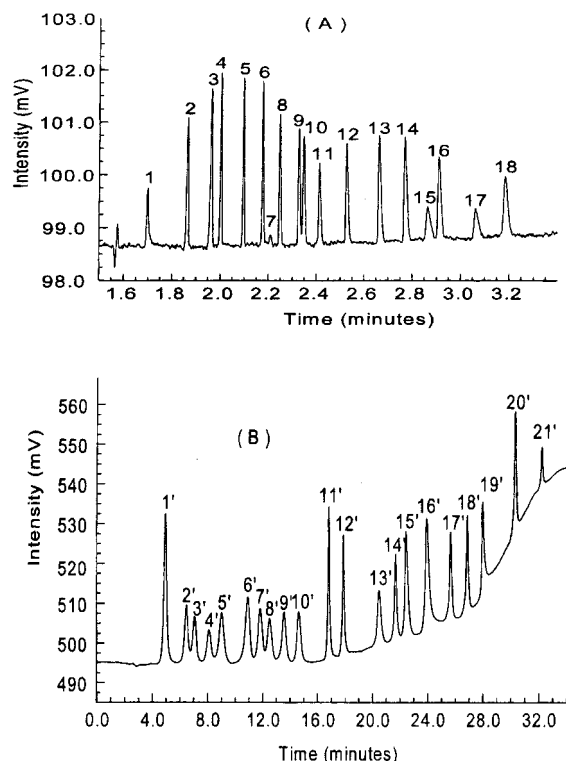 ( A )
103.0
102.0
101.0
100.0
99.0
98.0
Intensity (mV)
1 2 3 4 5 6 7 8 9 10 11 12 13 14 15 16 17 18
1.6 1.8 2.0 2.2 2.4 2.6 2.8 3.0 3.2
Time (minutes)
( B )
560
550
540
530
520
510
500
490
Intensity (mV)
1' 2' 3' 4' 5' 6' 7' 8' 9' 10' 11' 12' 13' 14' 15' 16' 17' 18' 19' 20' 21'
0.0 4.0 8.0 12.0 16.0 20.0 24.0 28.0 32.0
Time (minutes)